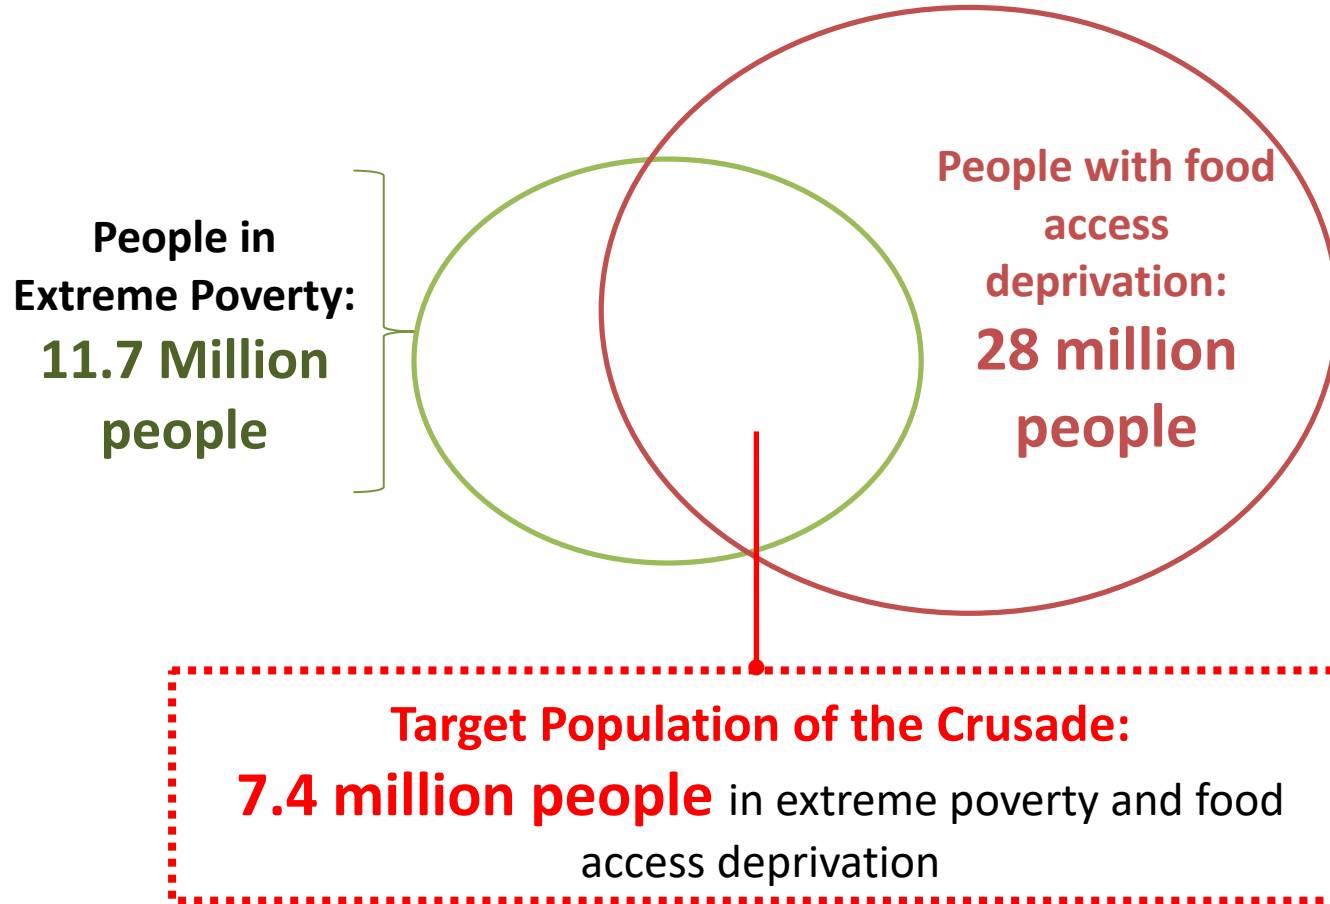 People in
Extreme Poverty:
11.7 Million
people
People with food
access
deprivation:
28 million
people
Target Population of the Crusade:
7.4 million people in extreme poverty and food
access deprivation